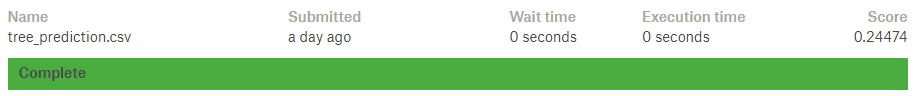 Name Submitted Wait time Execution time Score
tree_prediction.csv a day ago 0 seconds 0 seconds 0.24474
Complete